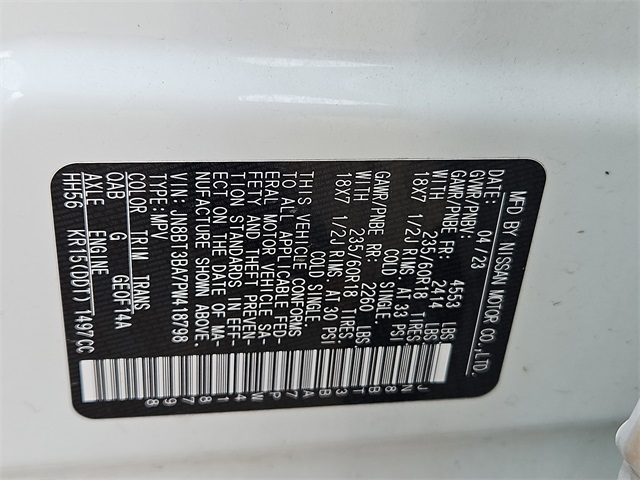 MFD BY NISSAN MOTOR CO.,LTD.
DATE: 04 / 23
GVWR/PNBV: 4553 LBS
GAWR/PNBE FR: 2414 LBS
WITH 235/60R18 TIRES
18X7 1/2J RIMS, AT 33 PSI
COLD SINGLE
GAWR/PNBE RR: 2260 LBS.
WITH 235/60R18 TIRES
18X7 1/2J RIMS, AT 30 PSI
COLD SINGLE
THIS VEHICLE CONFORMS
TO ALL APPLICABLE FED-
ERAL MOTOR VEHICLE SA-
FETY AND THEFT PREVEN-
TION STANDARDS IN EFF-
ECT ON THE DATE OF MA-
NUFACTURE SHOWN ABOVE.
VIN:JN8BT3BA7PW418798
TYPE:MPV
COLOR TRIM TRANS
QAB G GE0F14A
AXLE ENGINE
HH56 KR15(DDT) 1497CC
JN8BT3BA7PW418798